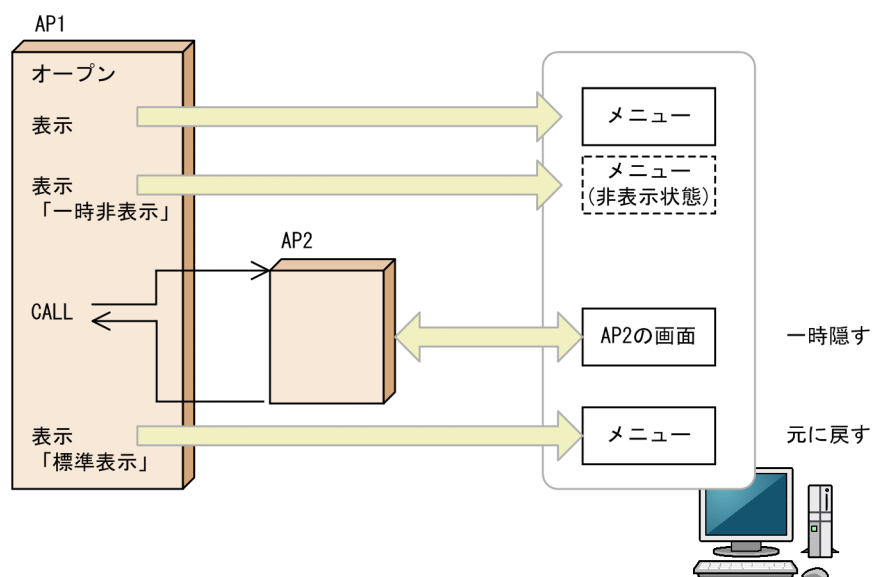 AP1
オープン
表示
メニュー
表示
「一時非表示」
メニュー
(非表示状態)
AP2
CALL
AP2の画面
一時隠す
表示
「標準表示」
メニュー
元に戻す